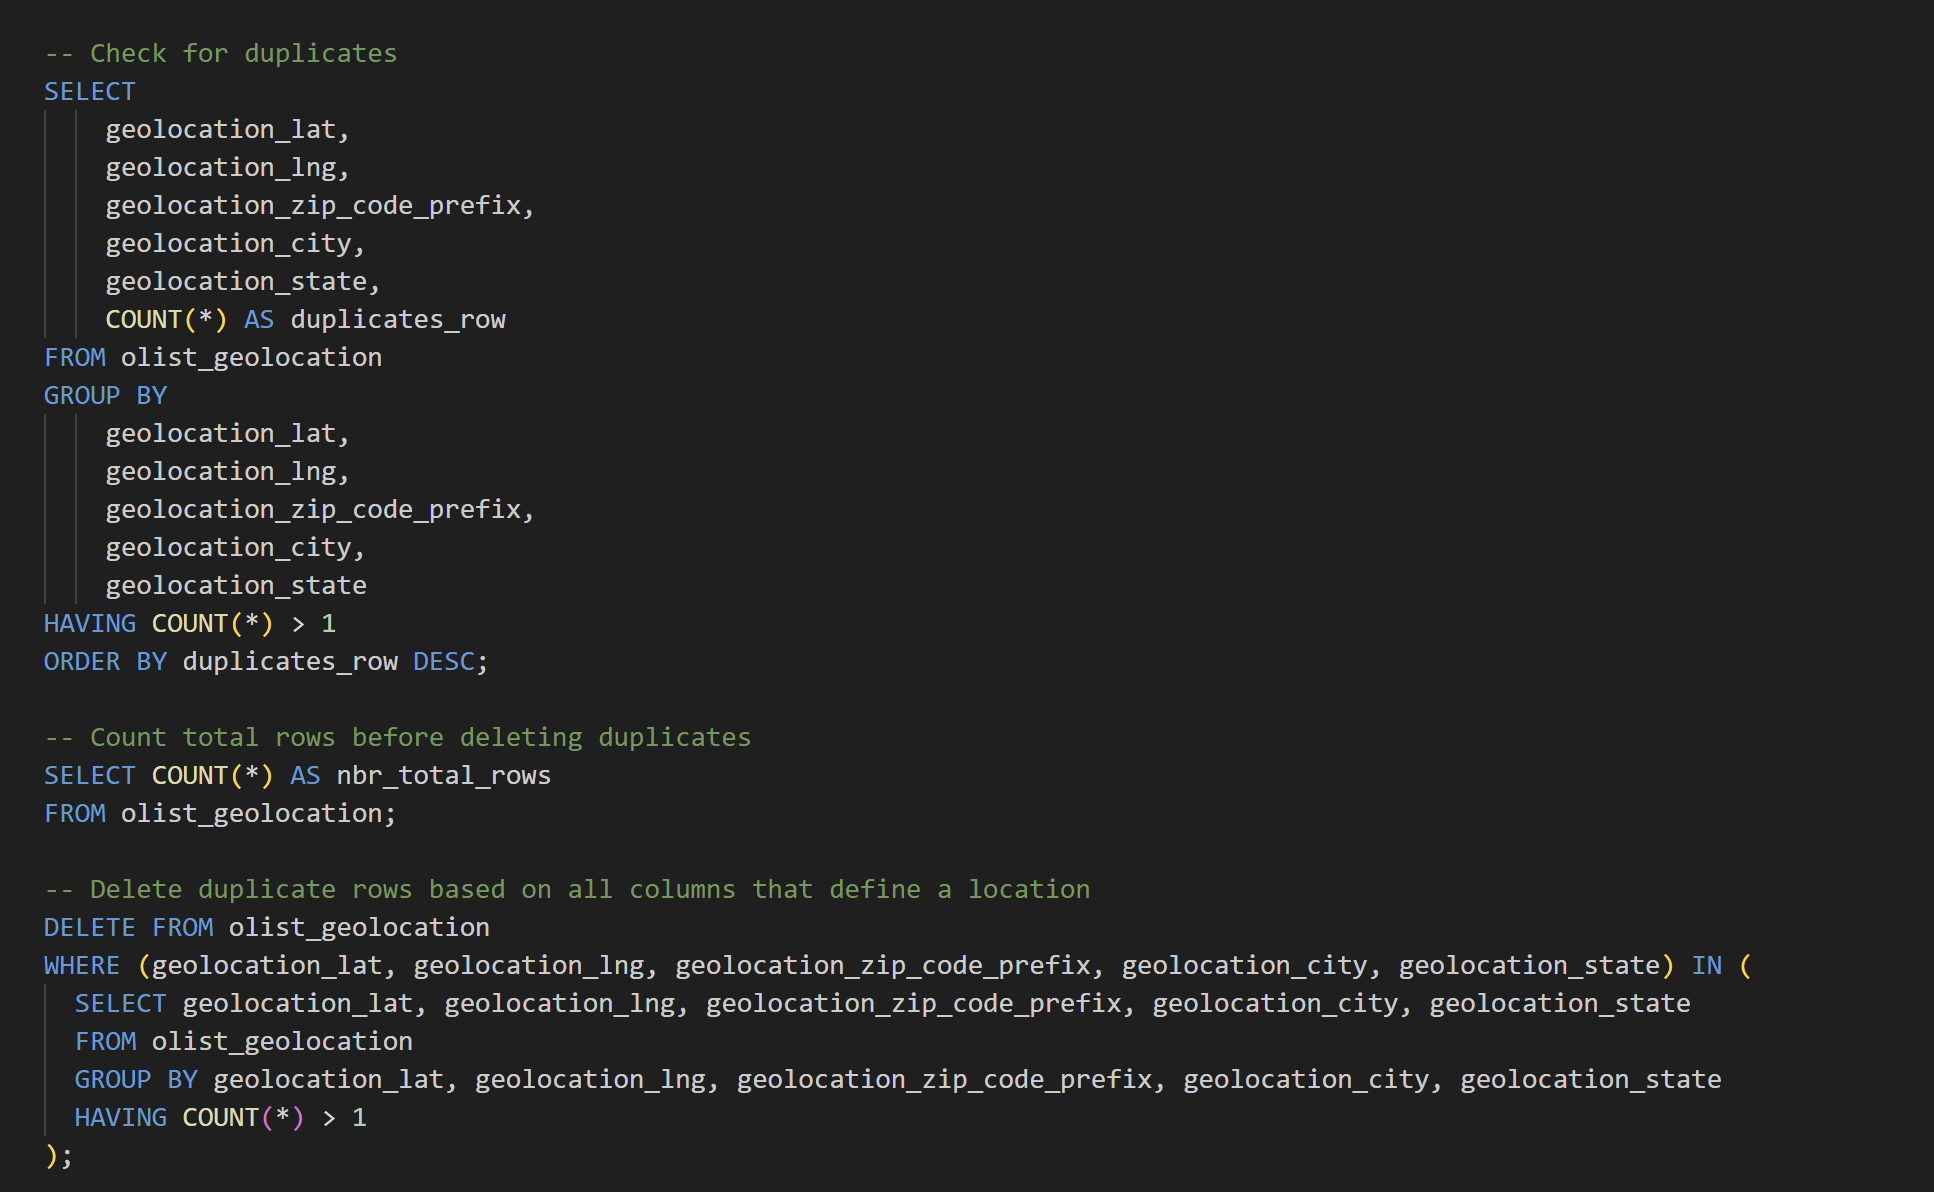 -- Check for duplicates
SELECT
geolocation_lat,
geolocation_lng,
geolocation_zip_code_prefix,
geolocation_city,
geolocation_state,
COUNT(*) AS duplicates_row
FROM olist_geolocation
GROUP BY
geolocation_lat,
geolocation_lng,
geolocation_zip_code_prefix,
geolocation_city,
geolocation_state
HAVING COUNT(*) > 1
ORDER BY duplicates_row DESC;
-- Count total rows before deleting duplicates
SELECT COUNT(*) AS nbr_total_rows
FROM olist_geolocation;
-- Delete duplicate rows based on all columns that define a location
DELETE FROM olist_geolocation
WHERE (geolocation_lat, geolocation_lng, geolocation_zip_code_prefix, geolocation_city, geolocation_state) IN (
SELECT geolocation_lat, geolocation_lng, geolocation_zip_code_prefix, geolocation_city, geolocation_state
FROM olist_geolocation
GROUP BY geolocation_lat, geolocation_lng, geolocation_zip_code_prefix, geolocation_city, geolocation_state
HAVING COUNT(*) > 1
);